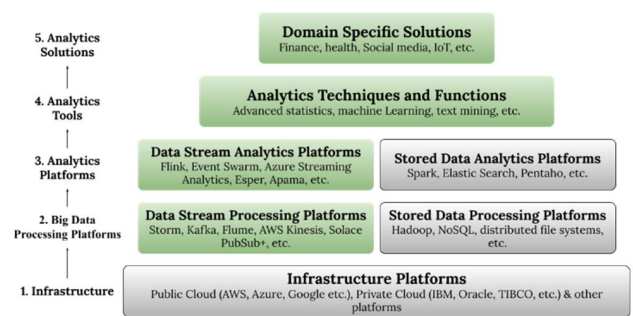 5. Analytics
Solutions
Domain Specific Solutions
Finance, health, Social media, IoT, etc.
4. Analytics
Tools
Analytics Techniques and Functions
Advanced statistics, machine Learning, text mining, etc.
3. Analytics
Platforms
Data Stream Analytics Platforms
Flink, Event Swarm, Azure Streaming
Analytics, Esper, Apama, etc.
Stored Data Analytics Platforms
Spark, Elastic Search, Pentaho, etc.
2. Big Data
Processing Platforms
Data Stream Processing Platforms
Storm, Kafka, Flume, AWS Kinesis, Solace
PubSub+, etc.
Stored Data Processing Platforms
Hadoop, NoSQL, distributed file systems,
etc.
1. Infrastructure
Infrastructure Platforms
Public Cloud (AWS, Azure, Google etc.), Private Cloud (IBM, Oracle, TIBCO, etc.) & other
platforms